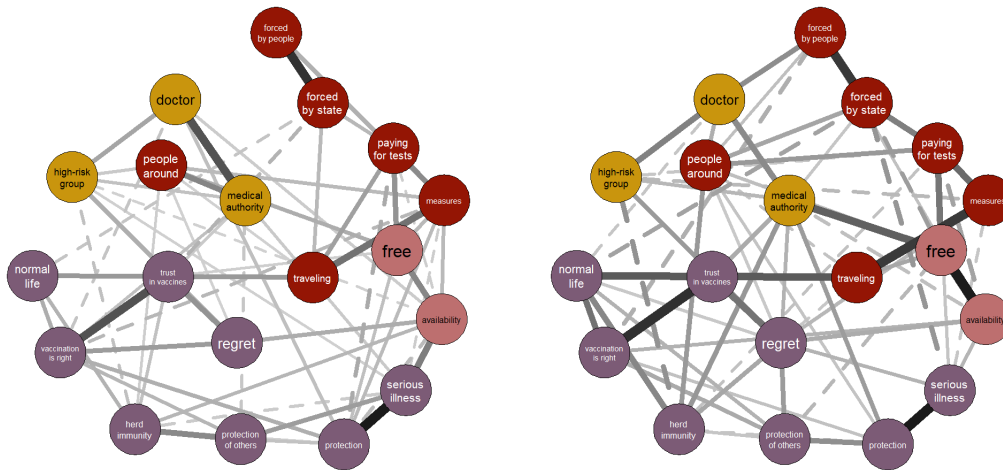 forced
by people
doctor
forced
by state
people
around
paying
for tests
high-risk
group
medical
authority
measures
free
normal
life
trust
in vaccines
traveling
availability
vaccination
is right
regret
serious
illness
herd
immunity
protection
of others
protection
forced
by people
doctor
forced
by state
people
around
paying
for tests
high-risk
group
medical
authority
measures
free
normal
life
trust
in vaccines
traveling
availability
vaccination
is right
regret
serious
illness
herd
immunity
protection
of others
protection